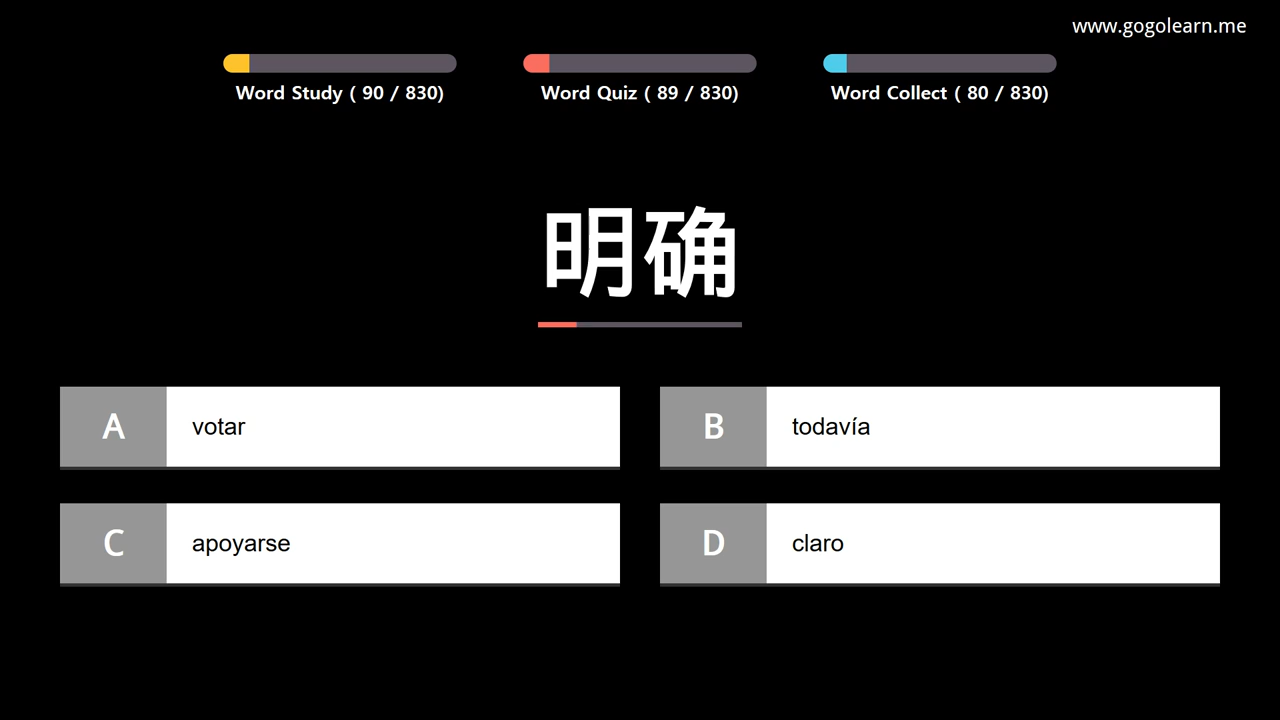 www.gogolearn.me
Word Study ( 90 / 830)
Word Quiz ( 89 / 830)
Word Collect ( 80 / 830)
明确
A votar
B todavía
C apoyarse
D claro